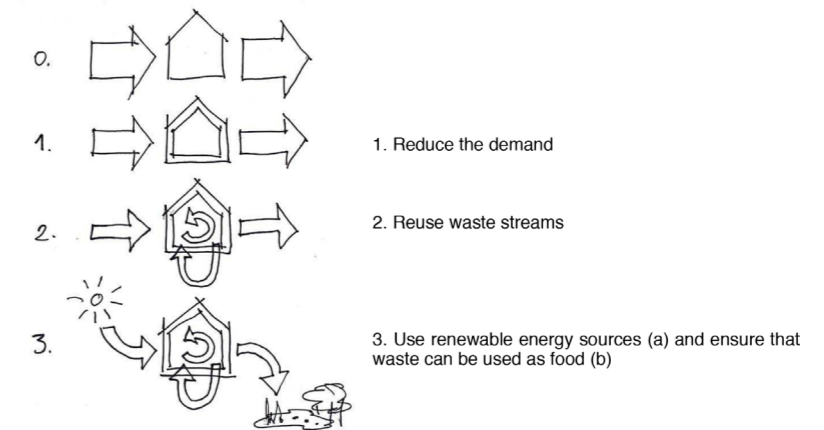 0.
1.
1. Reduce the demand
2.
2. Reuse waste streams
3.
3. Use renewable energy sources (a) and ensure that
waste can be used as food (b)